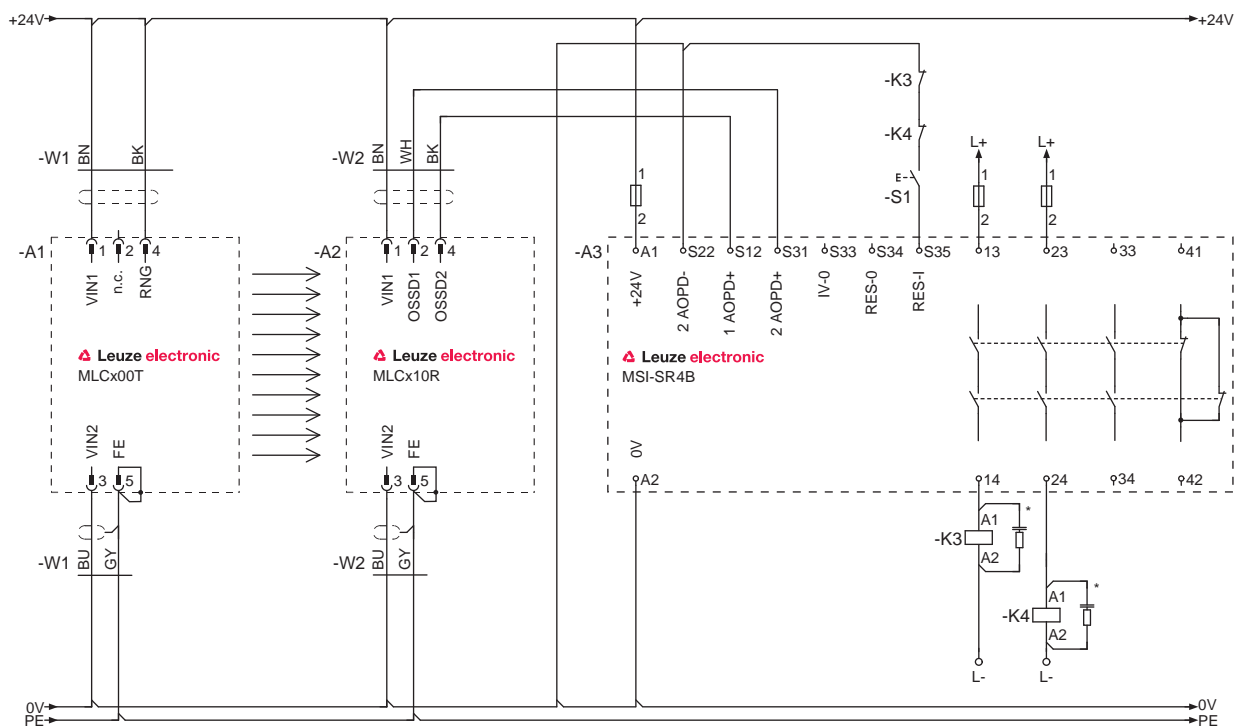 +24V +24V
-K3
-K4
L+ L+
-W1 BN BK -W2 BN WH BK
1 1 1
E
-S1
2 2 2
-A1 1 2 4 -A2 1 2 4 -A3 A1 S22 S12 S31 S33 S34 S35 13 23 33 41
VIN1 n.c. RNG VIN1 OSSD1 OSSD2 +24V 2 AOPD- 1 AOPD+ 2 AOPD+ IV-0 RES-0 RES-I
Leuze electronic Leuze electronic Leuze electronic
MLCx00T MLCx10R MSI-SR4B
VIN2 FE VIN2 FE 0V
3 5 3 5 A2 14 24 34 42
A1 *
-K3
A2
-W1 BU GY -W2 BU GY
A1 *
-K4
A2
L- L-
0V 0V
PE PE